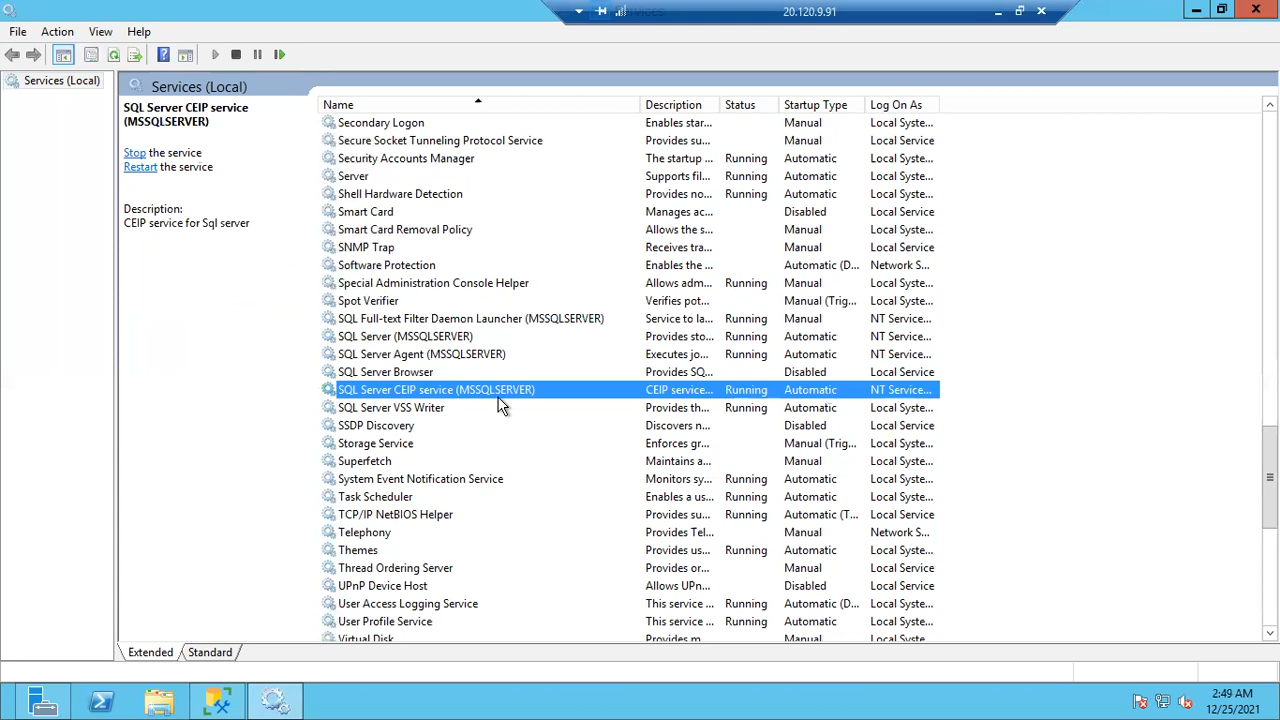 20.120.9.91
File Action View Help
Services (Local)
Services (Local)
SQL Server CEIP service
(MSSQLSERVER)
Stop the service
Restart the service
Description:
CEIP service for Sql server
Name Description Status Startup Type Log On As
Secondary Logon Enables star... Manual Local Syste...
Secure Socket Tunneling Protocol Service Provides su... Manual Local Service
Security Accounts Manager The startup ... Running Automatic Local Syste...
Server Supports fil... Running Automatic Local Syste...
Shell Hardware Detection Provides no... Running Automatic Local Syste...
Smart Card Manages ac... Disabled Local Service
Smart Card Removal Policy Allows the s... Manual Local Syste...
SNMP Trap Receives tra... Manual Local Service
Software Protection Enables the ... Automatic (D... Network S...
Special Administration Console Helper Allows adm... Running Manual Local Syste...
Spot Verifier Verifies pot... Manual (Trig... Local Syste...
SQL Full-text Filter Daemon Launcher (MSSQLSERVER) Service to la... Running Manual NT Service...
SQL Server (MSSQLSERVER) Provides sto... Running Automatic NT Service...
SQL Server Agent (MSSQLSERVER) Executes jo... Running Automatic NT Service...
SQL Server Browser Provides SQ... Disabled Local Service
SQL Server CEIP service (MSSQLSERVER) CEIP service... Running Automatic NT Service...
SQL Server VSS Writer Provides th... Running Automatic Local Syste...
SSDP Discovery Discovers n... Disabled Local Service
Storage Service Enforces gr... Manual (Trig... Local Syste...
Superfetch Maintains a... Manual Local Syste...
System Event Notification Service Monitors sy... Running Automatic Local Syste...
Task Scheduler Enables a us... Running Automatic Local Syste...
TCP/IP NetBIOS Helper Provides su... Running Automatic (T... Local Service
Telephony Provides Tel... Manual Network S...
Themes Provides us... Running Automatic Local Syste...
Thread Ordering Server Provides or... Manual Local Service
UPnP Device Host Allows UPn... Disabled Local Service
User Access Logging Service This service ... Running Automatic (D... Local Syste...
User Profile Service This service ... Running Automatic Local Syste...
Virtual Disk Provides m... Manual Local Syste...
Extended Standard
2:49 AM
12/25/2021